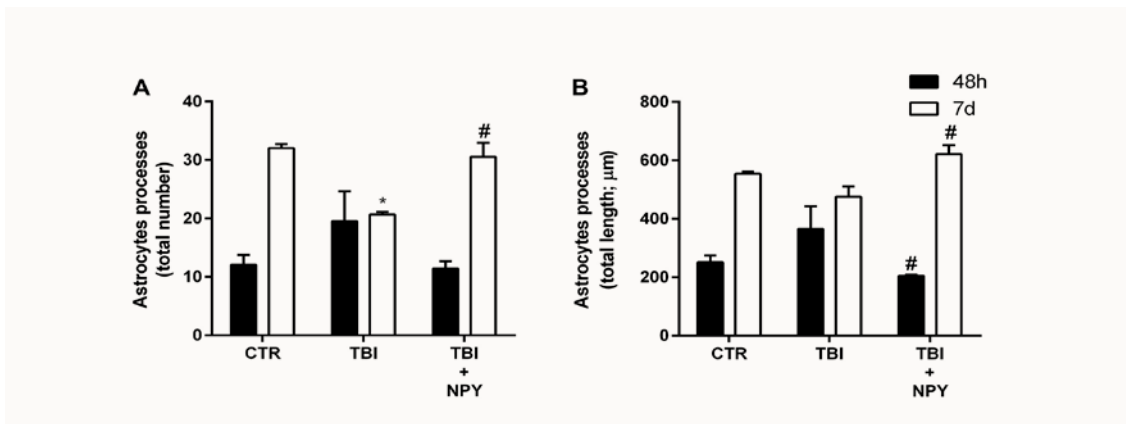 A
Astrocytes processes
(total number)
40
30
20
10
0
*
#
CTR
TBI
TBI
+
NPY
B
48h
7d
Astrocytes processes
(total length; μm)
800
600
400
200
0
#
#
CTR
TBI
TBI
+
NPY